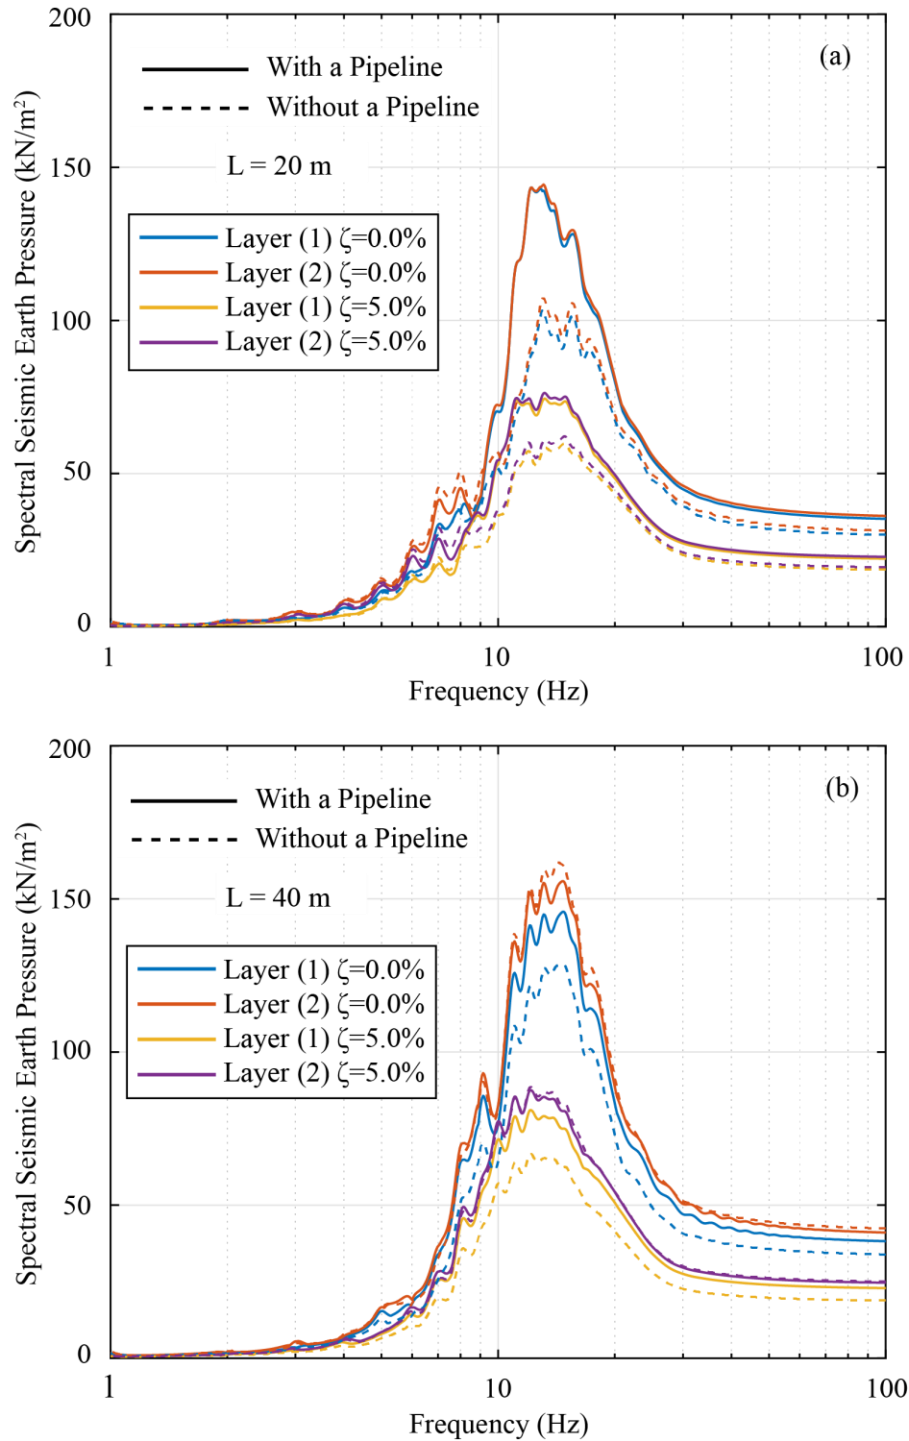 200
(a)
With a Pipeline
Without a Pipeline
L = 20 m
150
Layer (1) ζ=0.0%
Layer (2) ζ=0.0%
Layer (1) ζ=5.0%
Layer (2) ζ=5.0%
100
50
0
Spectral Seismic Earth Pressure (kN/m²)
1 10 100
Frequency (Hz)
200
(b)
With a Pipeline
Without a Pipeline
L = 40 m
150
Layer (1) ζ=0.0%
Layer (2) ζ=0.0%
Layer (1) ζ=5.0%
Layer (2) ζ=5.0%
100
50
0
Spectral Seismic Earth Pressure (kN/m²)
1 10 100
Frequency (Hz)